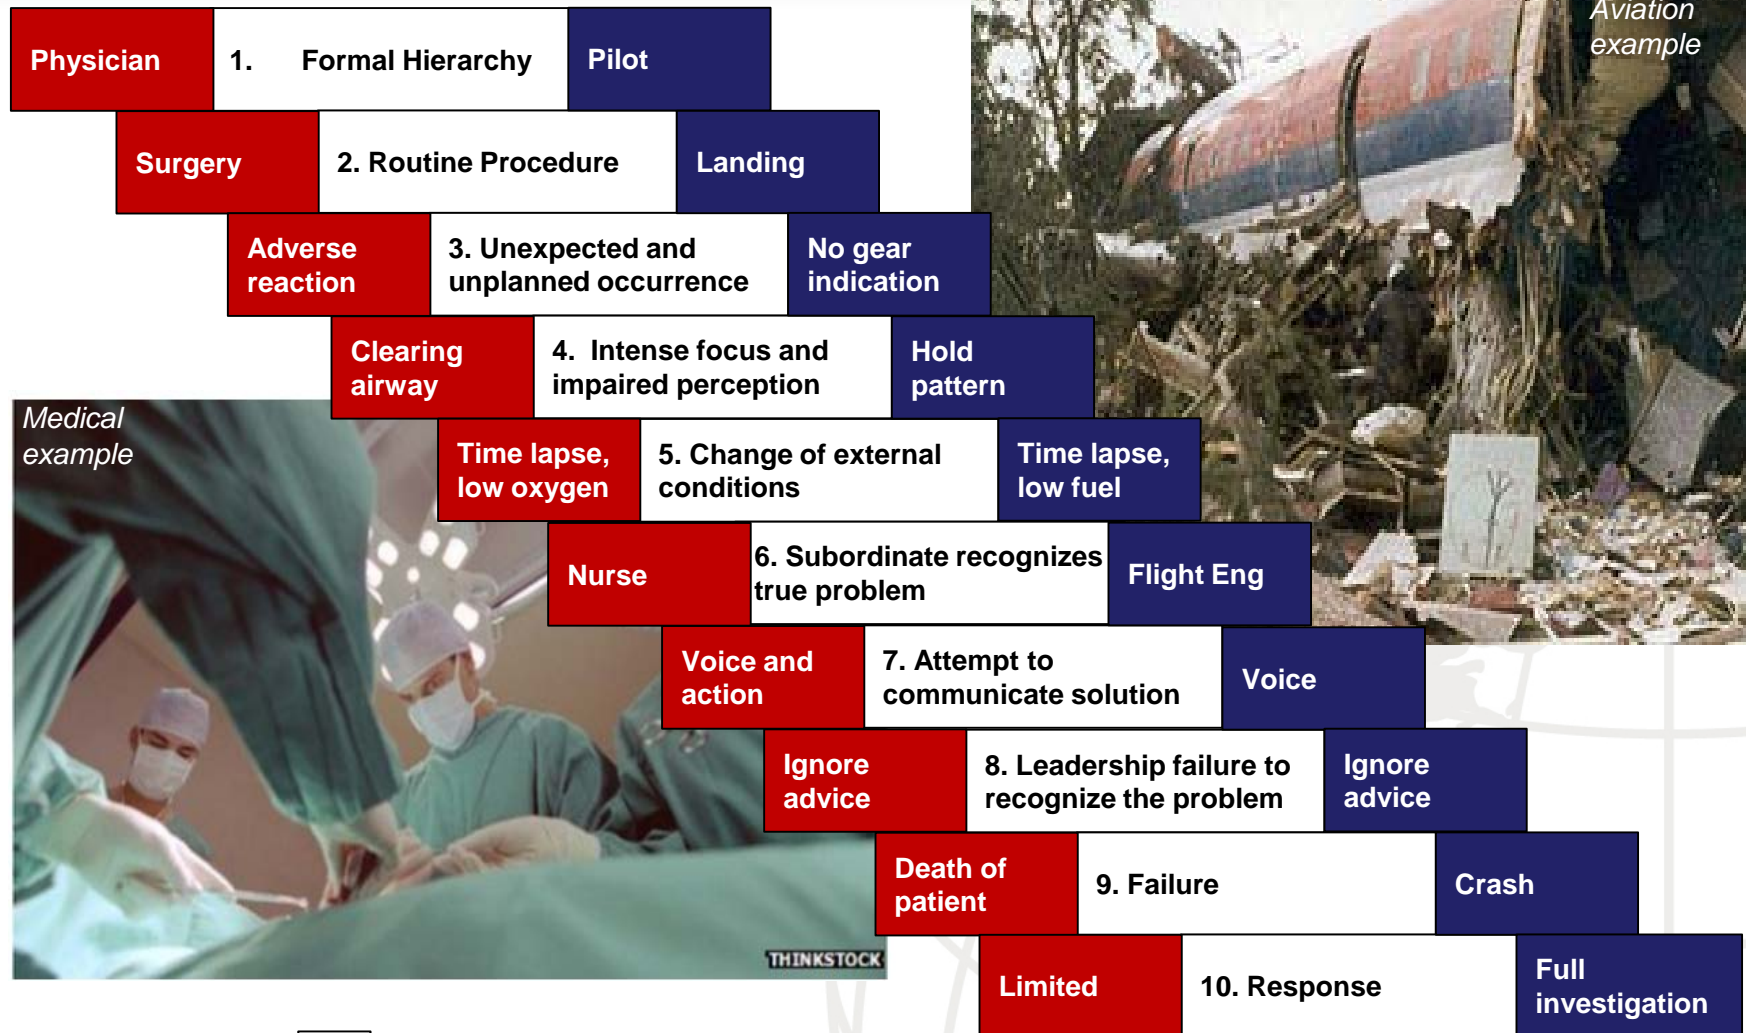 Aviation
example
Physician
1. Formal Hierarchy
Pilot
Surgery
2. Routine Procedure
Landing
Adverse
reaction
3. Unexpected and
unplanned occurrence
No gear
indication
Clearing
airway
4. Intense focus and
impaired perception
Hold
pattern
Medical
example
Time lapse,
low oxygen
5. Change of external
conditions
Time lapse,
low fuel
Nurse
6. Subordinate recognizes
true problem
Flight Eng
Voice and
action
7. Attempt to
communicate solution
Voice
Ignore
advice
8. Leadership failure to
recognize the problem
Ignore
advice
Death of
patient
9. Failure
Crash
THINKSTOCK
Limited
10. Response
Full
investigation